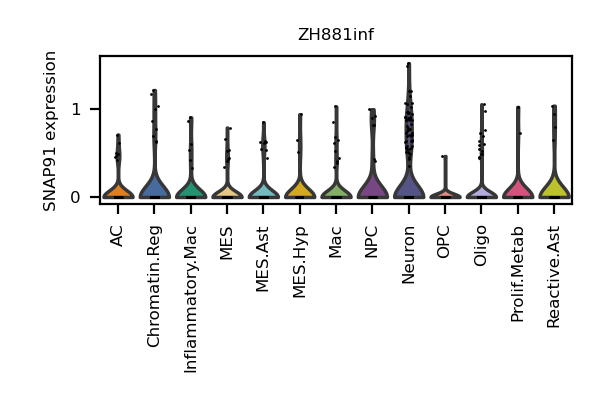 ZH881inf
SNAP91 expression
1
0
AC
Chromatin.Reg
Inflammatory.Mac
MES
MES.Ast
MES.Hyp
Mac
NPC
Neuron
OPC
Oligo
Prolif.Metab
Reactive.Ast